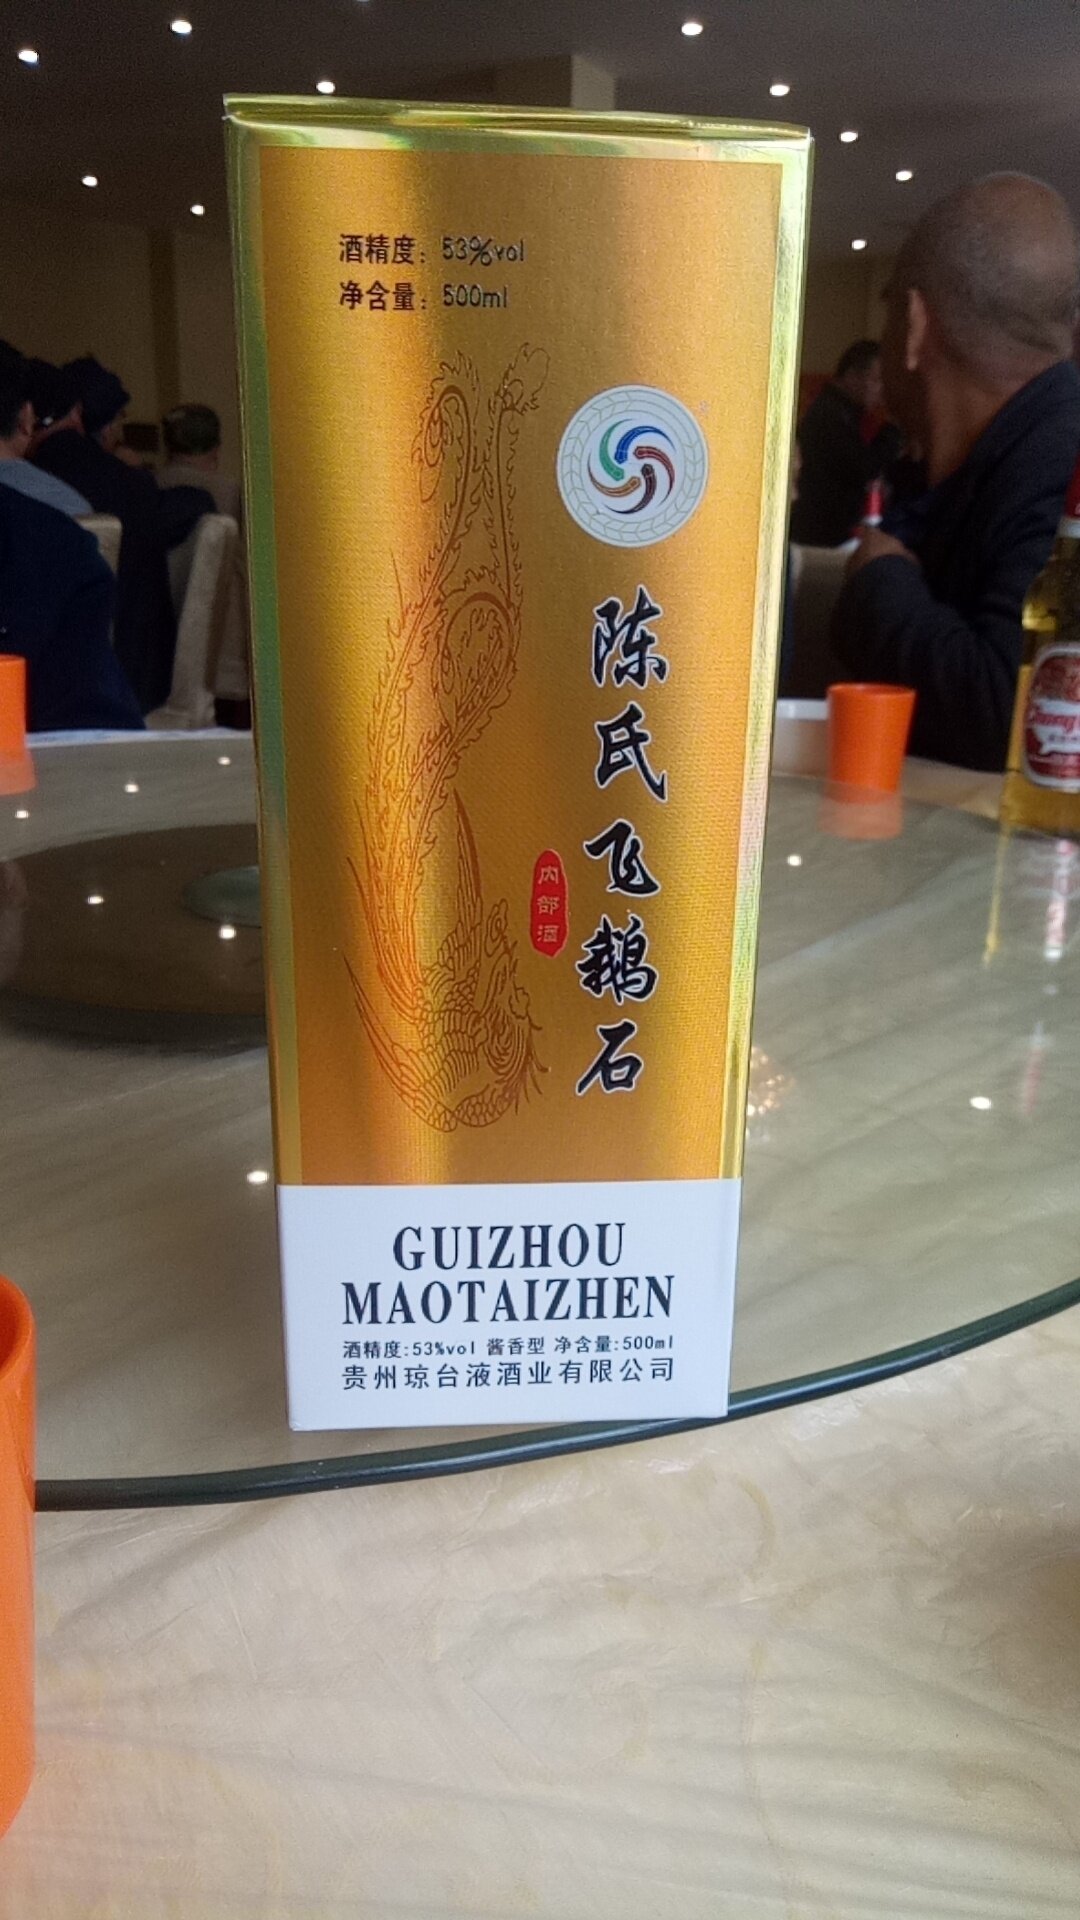 酒精度：53%vol
净含量：500ml
陈氏飞鹅石
内部酒
GUIZHOU
MAOTAIZHEN
酒精度:53%vol 酱香型 净含量:500ml
贵州琼台液酒业有限公司